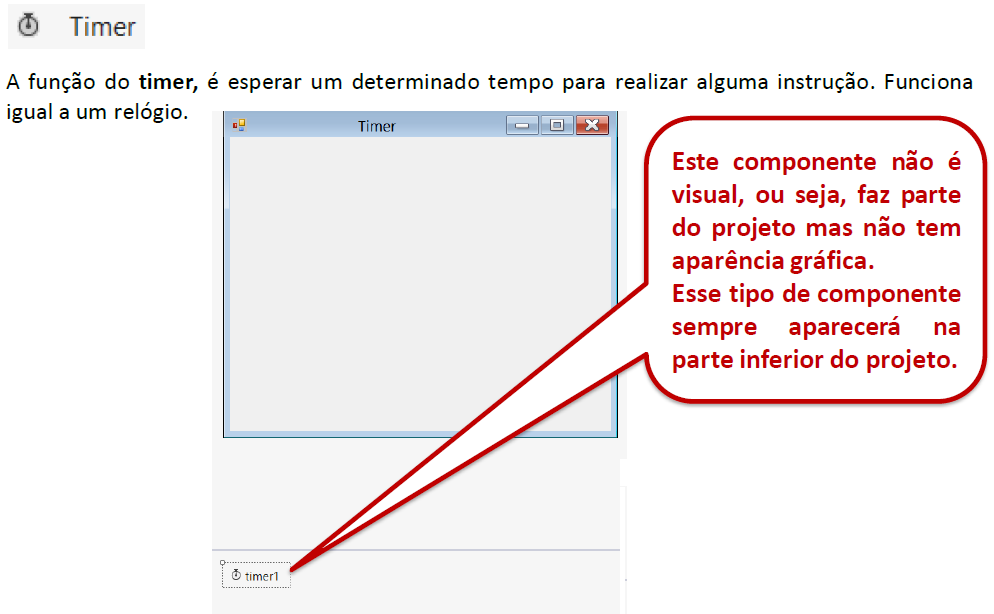 Timer
A função do timer, é esperar um determinado tempo para realizar alguma instrução. Funciona
igual a um relógio.
Timer
Este componente não é
visual, ou seja, faz parte
do projeto mas não tem
aparência gráfica.
Esse tipo de componente
sempre aparecerá na
parte inferior do projeto.
timer1